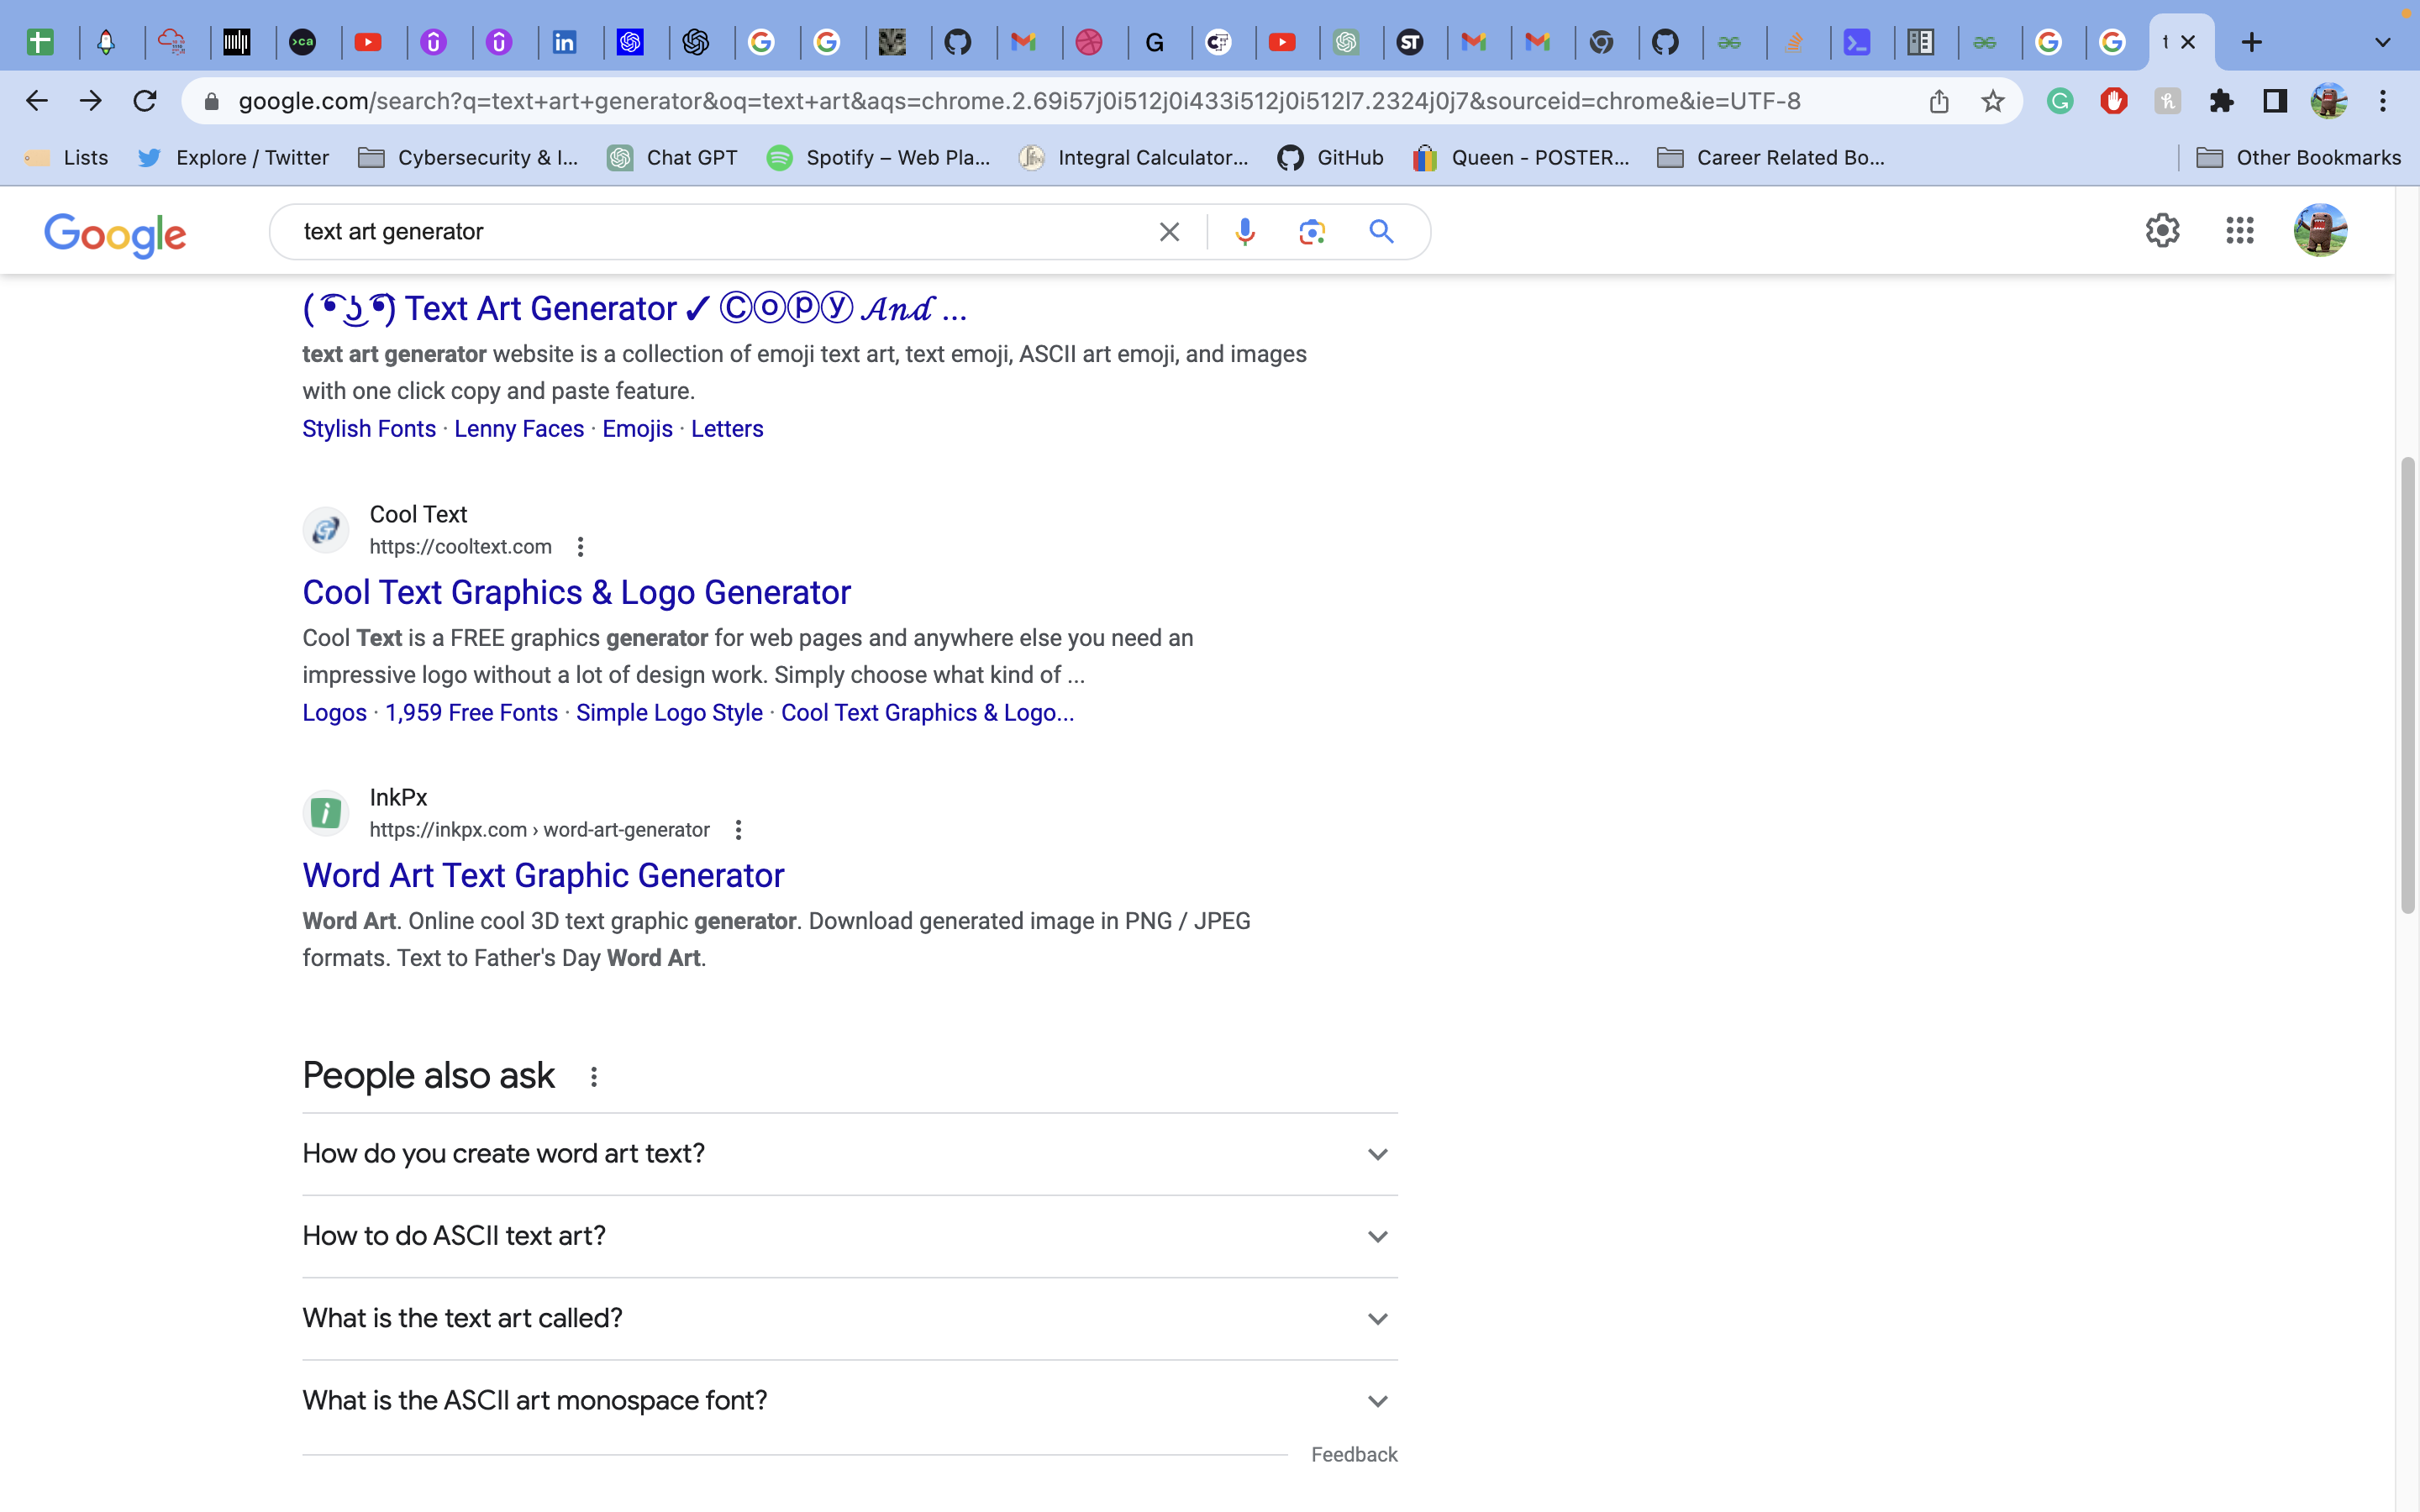 t
google.com/search?q=text+art+generator&oq=text+art&aqs=chrome.2.69i57j0i512j0i433i512j0i512l7.2324j0j7&sourceid=chrome&ie=UTF-8
Lists Explore / Twitter Cybersecurity & I... Chat GPT Spotify – Web Pla... Integral Calculator... GitHub Queen - POSTER... Career Related Bo... Other Bookmarks
Google text art generator
( ͡° ͜ʖ ͡°) Text Art Generator ✓ Ⓒⓞⓟⓨ 𝓐𝓷𝓭 ...
text art generator website is a collection of emoji text art, text emoji, ASCII art emoji, and images
with one click copy and paste feature.
Stylish Fonts · Lenny Faces · Emojis · Letters
Cool Text
https://cooltext.com
Cool Text Graphics & Logo Generator
Cool Text is a FREE graphics generator for web pages and anywhere else you need an
impressive logo without a lot of design work. Simply choose what kind of ...
Logos · 1,959 Free Fonts · Simple Logo Style · Cool Text Graphics & Logo...
InkPx
https://inkpx.com › word-art-generator
Word Art Text Graphic Generator
Word Art. Online cool 3D text graphic generator. Download generated image in PNG / JPEG
formats. Text to Father's Day Word Art.
People also ask
How do you create word art text?
How to do ASCII text art?
What is the text art called?
What is the ASCII art monospace font?
Feedback